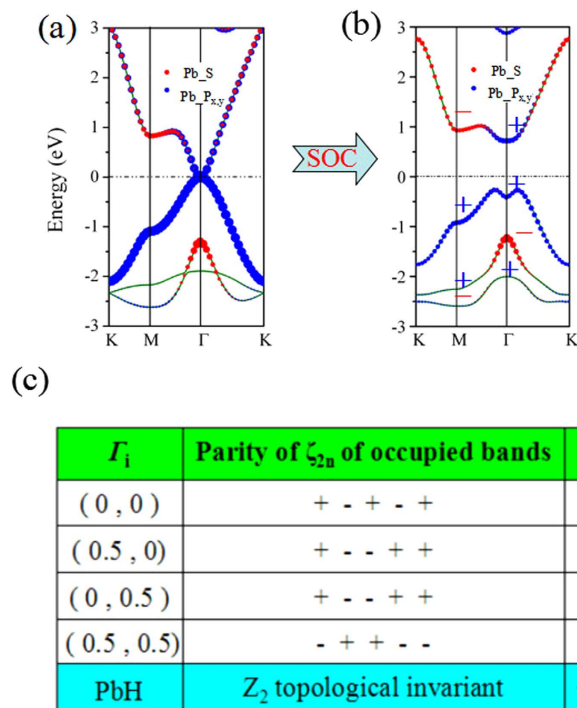 (a)
(b)
3
2
1
0
-1
-2
-3
Energy (eV)
Pb_S
Pb_Px,y
K M Γ K
SOC
3
2
1
0
-1
-2
-3
Pb_S
Pb_Px,y
− +
+ +
−
+ +
−
K M Γ K
(c)
Γi Parity of ζ2n of occupied bands
( 0 , 0 ) + - + - +
( 0.5 , 0) + - - + +
( 0 , 0.5 ) + - - + +
( 0.5 , 0.5) - + + - -
PbH Z2 topological invariant